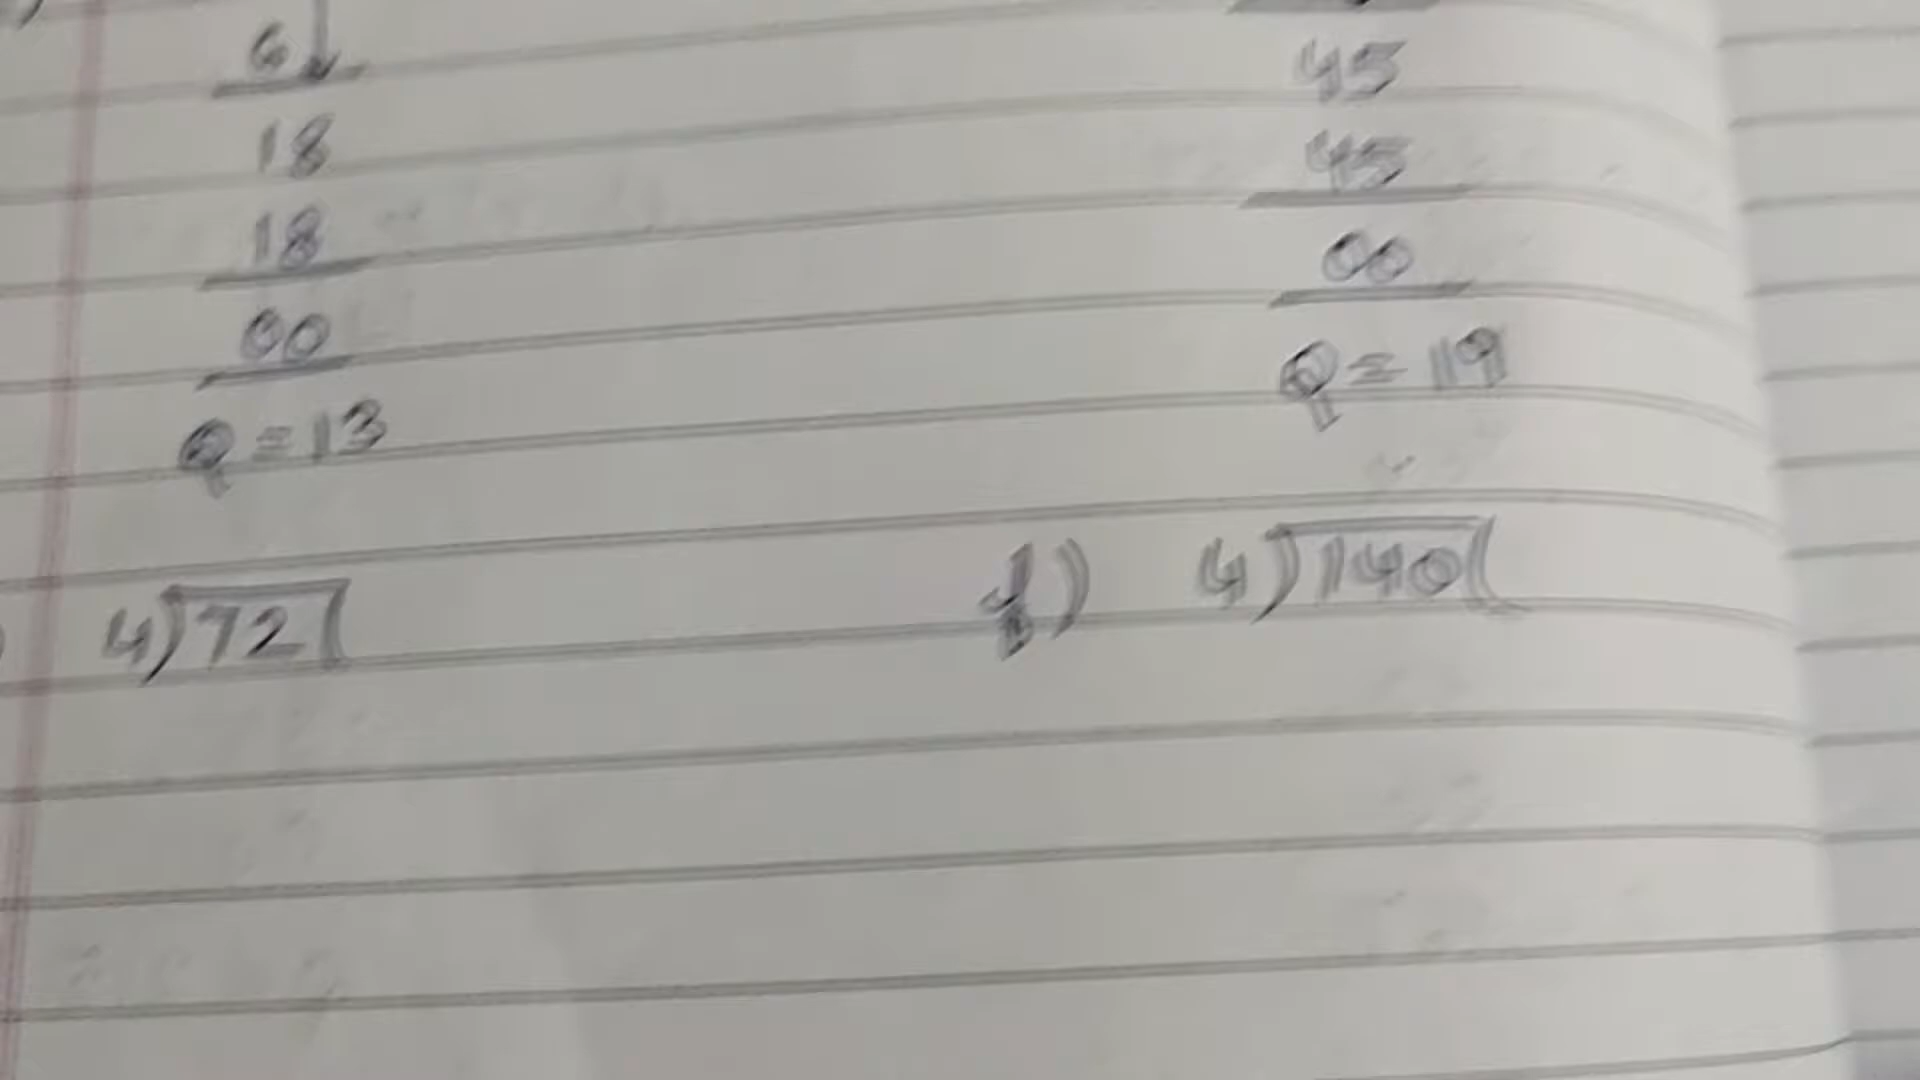 6
18
18
00
Q = 13
45
45
00
Q = 19
4)72(
f) 4)140(